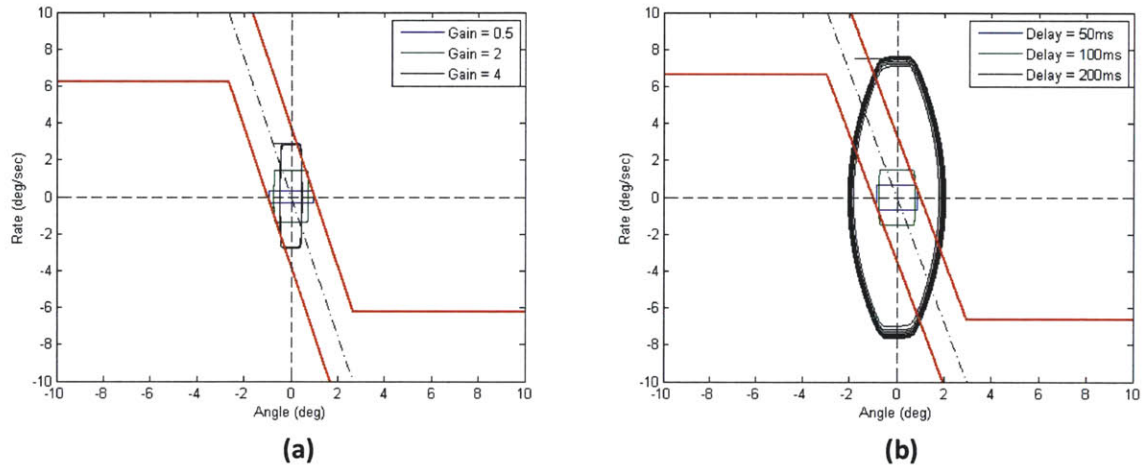 10
8
6
4
2
0
-2
-4
-6
-8
-10
-10 -8 -6 -4 -2 0 2 4 6 8 10
Rate (deg/sec)
Angle (deg)
Gain = 0.5
Gain = 2
Gain = 4
(a)
10
8
6
4
2
0
-2
-4
-6
-8
-10
-10 -8 -6 -4 -2 0 2 4 6 8 10
Rate (deg/sec)
Angle (deg)
Delay = 50ms
Delay = 100ms
Delay = 200ms
(b)